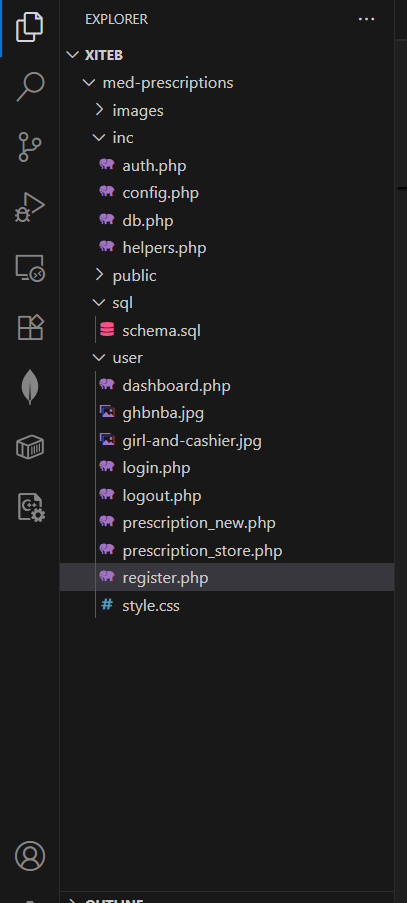 EXPLORER
XITEB
med-prescriptions
images
inc
auth.php
config.php
db.php
helpers.php
public
sql
schema.sql
user
dashboard.php
ghbnba.jpg
girl-and-cashier.jpg
login.php
logout.php
prescription_new.php
prescription_store.php
register.php
# style.css
OUTLINE